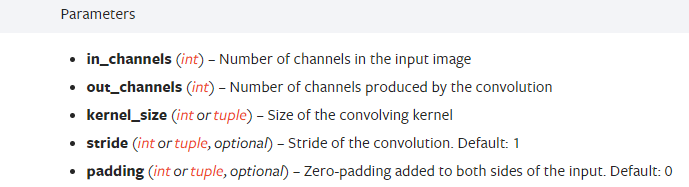 Parameters
• in_channels (int) – Number of channels in the input image
• out_channels (int) – Number of channels produced by the convolution
• kernel_size (int or tuple) – Size of the convolving kernel
• stride (int or tuple, optional) – Stride of the convolution. Default: 1
• padding (int or tuple, optional) – Zero-padding added to both sides of the input. Default: 0